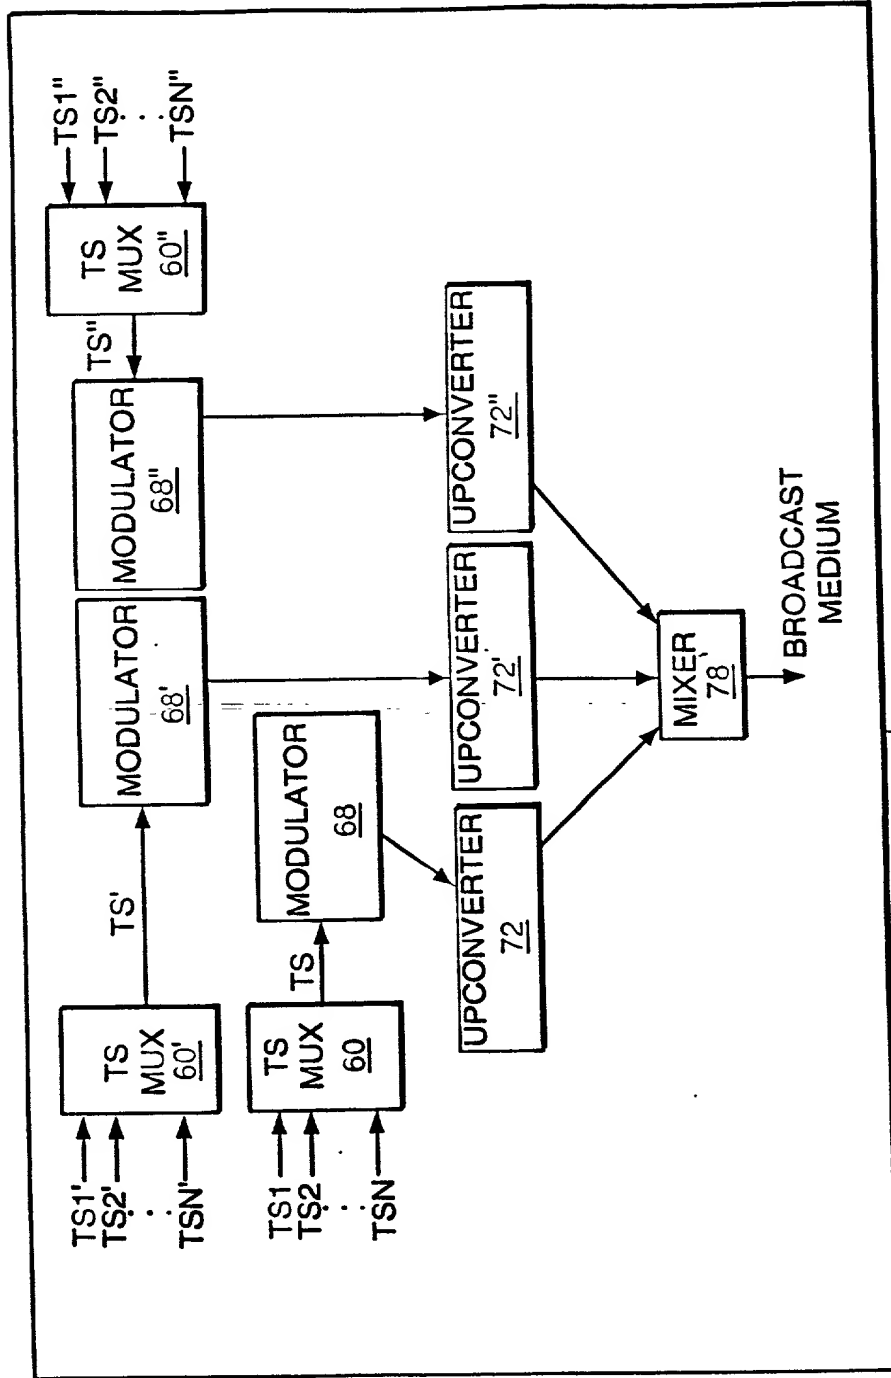 TS1'
TS2'
. . .
TSN'
TS
MUX
60'
TS'
MODULATOR
68'
MODULATOR
68"
TS"
TS
MUX
60"
TS1"
TS2"
. . .
TSN"
TS1
TS2
. . .
TSN
TS
MUX
60
TS
MODULATOR
68
UPCONVERTER
72
UPCONVERTER
72'
UPCONVERTER
72"
MIXER
78
BROADCAST
MEDIUM